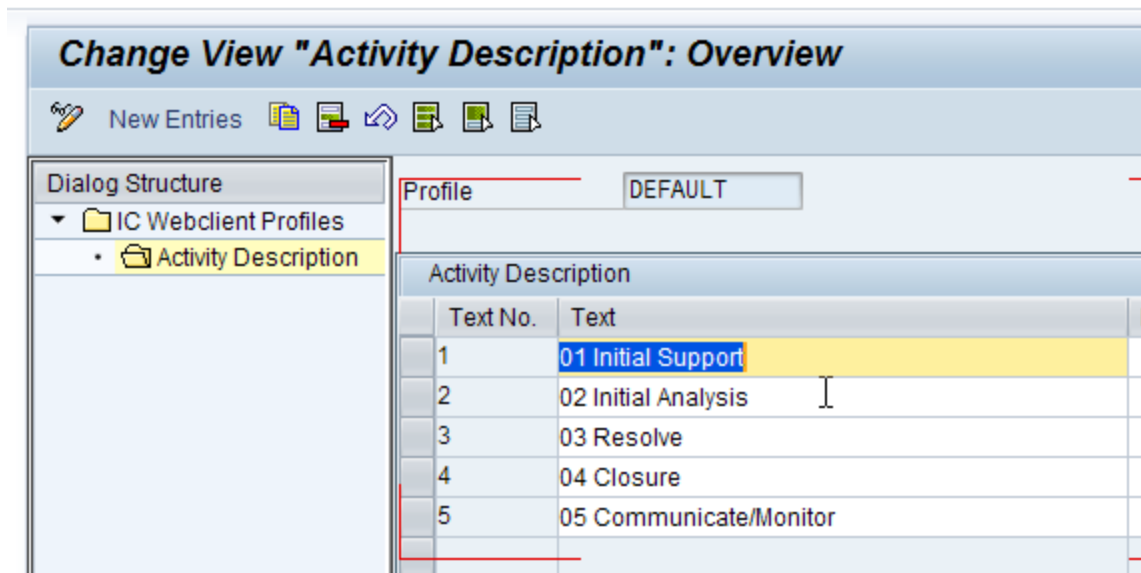 Change View "Activity Description": Overview
New Entries
Dialog Structure
IC Webclient Profiles
Activity Description
Profile DEFAULT
Activity Description
Text No. Text
1 01 Initial Support
2 02 Initial Analysis
3 03 Resolve
4 04 Closure
5 05 Communicate/Monitor